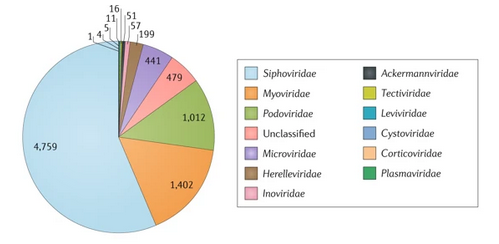 16
11
51
5
57
1
4
199
441
479
1,012
4,759
1,402
Siphoviridae
Myoviridae
Podoviridae
Unclassified
Microviridae
Herelleviridae
Inoviridae
Ackermannviridae
Tectiviridae
Leviviridae
Cystoviridae
Corticoviridae
Plasmaviridae